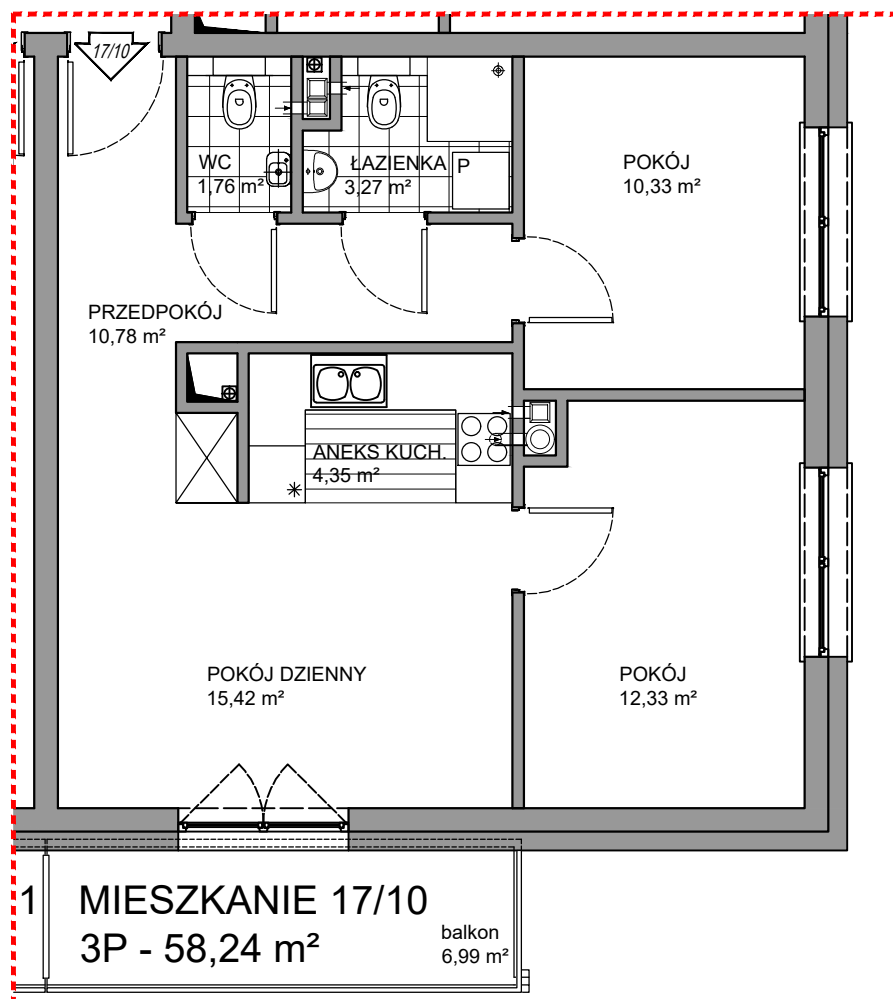 17/10
WC
1,76 m²
ŁAZIENKA
3,27 m²
P
POKÓJ
10,33 m²
PRZEDPOKÓJ
10,78 m²
ANEKS KUCH.
4,35 m²
POKÓJ DZIENNY
15,42 m²
POKÓJ
12,33 m²
1
MIESZKANIE 17/10
3P - 58,24 m²
balkon
6,99 m²